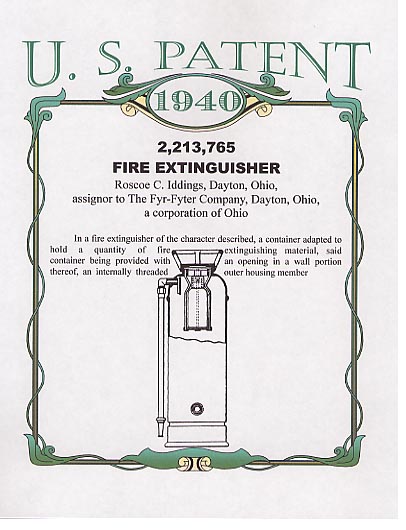 U. S. PATENT
1940
2,213,765
FIRE EXTINGUISHER
Roscoe C. Iddings, Dayton, Ohio,
assignor to The Fyr-Fyter Company, Dayton, Ohio,
a corporation of Ohio
In a fire extinguisher of the character described, a container adapted to
hold a quantity of fire extinguishing material, said
container being provided with an opening in a wall portion
thereof, an internally threaded outer housing member